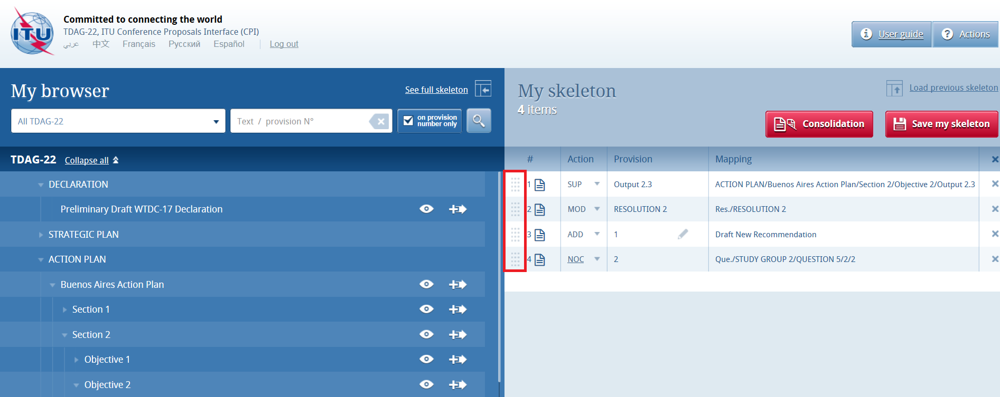 ITU
Committed to connecting the world
TDAG-22, ITU Conference Proposals Interface (CPI)
عربي 中文 Français Русский Español Log out
User guide
Actions
My browser
See full skeleton
All TDAG-22
Text / provision N°
on provision
number only
TDAG-22 Collapse all
DECLARATION
Preliminary Draft WTDC-17 Declaration
STRATEGIC PLAN
ACTION PLAN
Buenos Aires Action Plan
Section 1
Section 2
Objective 1
Objective 2
My skeleton
Load previous skeleton
4 items
Consolidation
Save my skeleton
# Action Provision Mapping
1 SUP Output 2.3 ACTION PLAN/Buenos Aires Action Plan/Section 2/Objective 2/Output 2.3
2 MOD RESOLUTION 2 Res./RESOLUTION 2
3 ADD 1 Draft New Recommendation
4 NOC 2 Que./STUDY GROUP 2/QUESTION 5/2/2